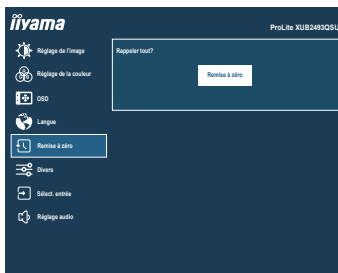 iiyama
ProLite XUB2493QSU
Réglage de l'image
Rappeler tout?
Remise à zéro
Réglage de la couleur
OSD
Langue
Remise à zéro
Divers
Sélect. entrée
Réglage audio